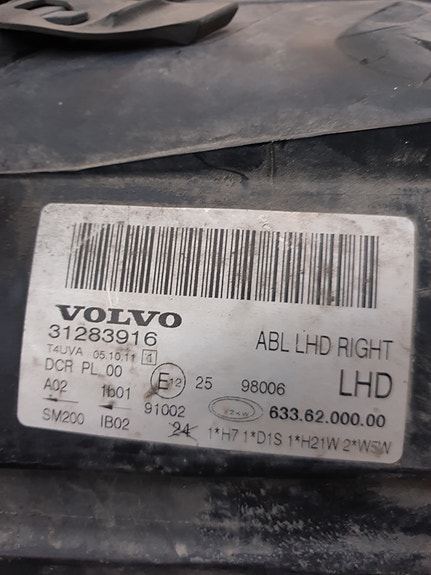 VOLVO
31283916 ABL LHD RIGHT
T4UVA 05.10.11 4
DCR PL 00 E12 25 98006 LHD
A02 1b01 91002 633.62.000.00
SM200 IB02 24 1*H7 1*D1S 1*H21W 2*W5W